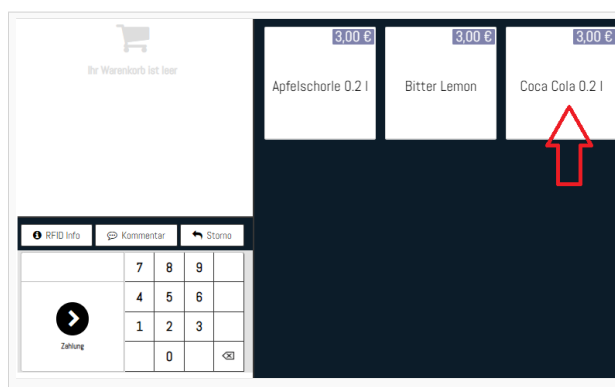 Ihr Warenkorb ist leer
3,00 €
Apfelschorle 0.2 l
3,00 €
Bitter Lemon
3,00 €
Coca Cola 0.2 l
RFID Info
Kommentar
Storno
7 8 9
4 5 6
1 2 3
0
Zahlung